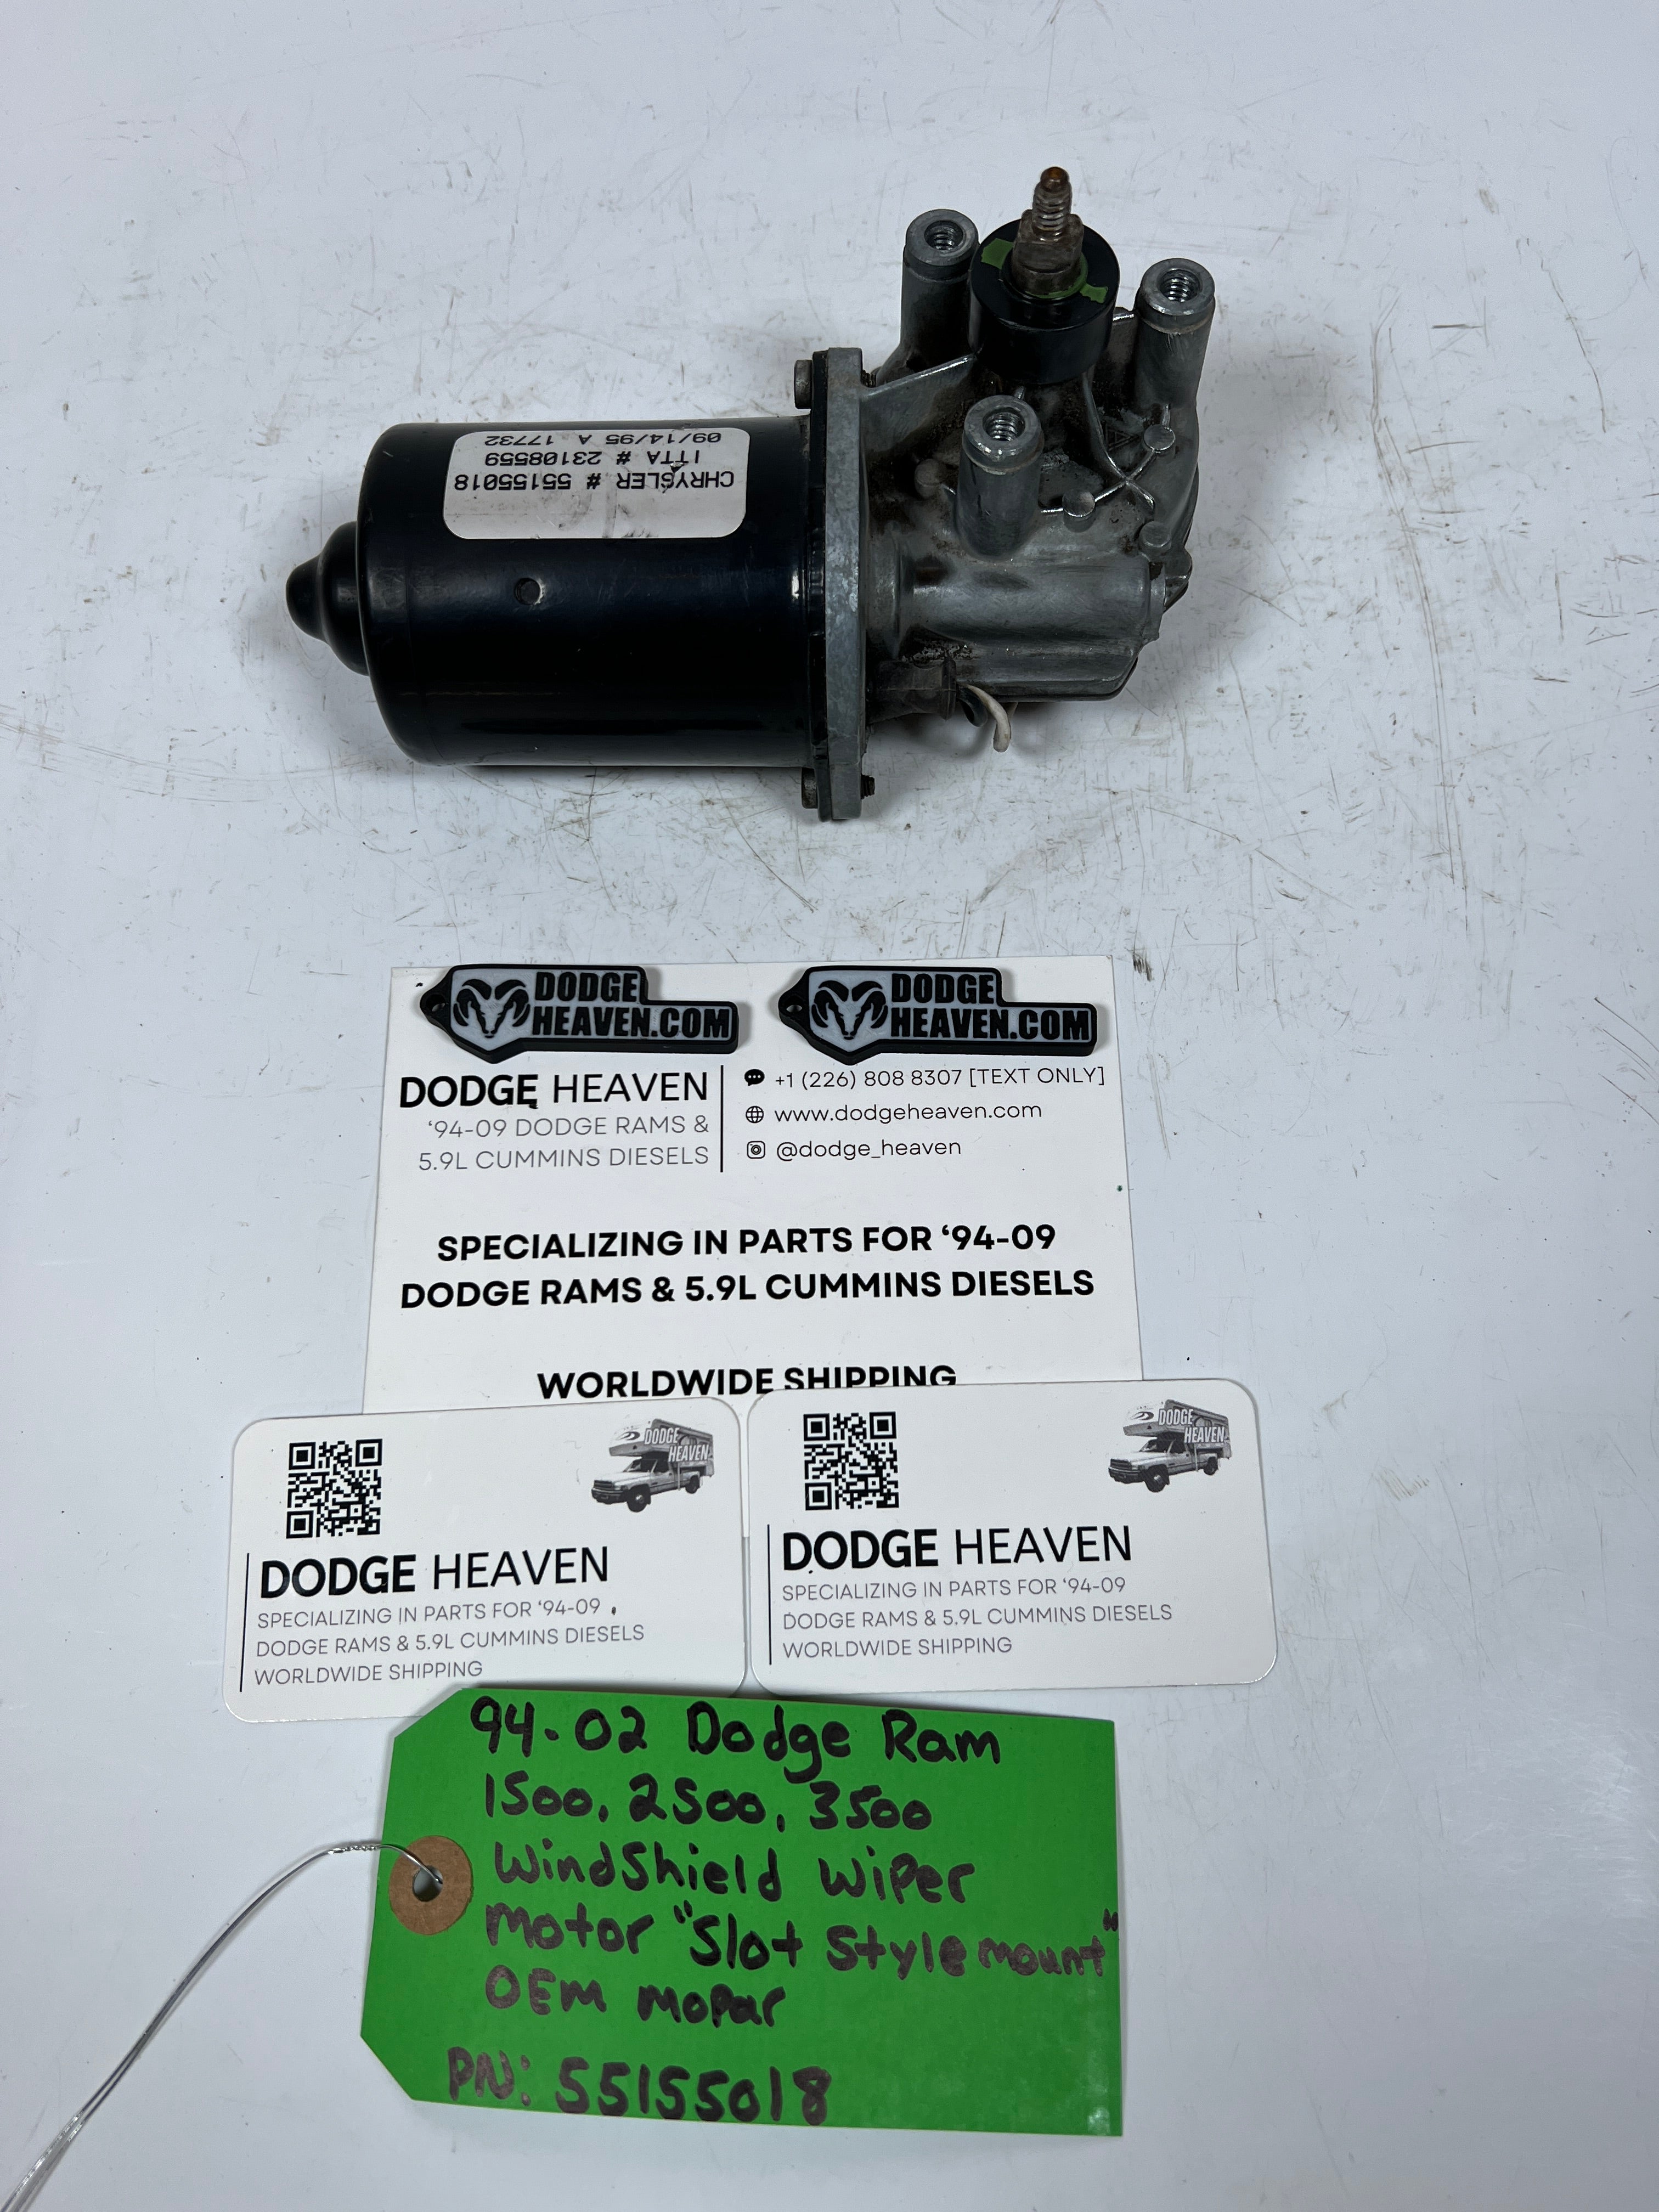 CHRYSLER # 55155018
ITTA # 23108559
09/14/95 A 17732
DODGE
HEAVEN.COM
DODGE
HEAVEN.COM
DODGE HEAVEN
‘94-09 DODGE RAMS &
5.9L CUMMINS DIESELS
+1 (226) 808 8307 [TEXT ONLY]
www.dodgeheaven.com
@dodge_heaven
SPECIALIZING IN PARTS FOR ‘94-09
DODGE RAMS & 5.9L CUMMINS DIESELS
WORLDWIDE SHIPPING
DODGE
HEAVEN
DODGE HEAVEN
SPECIALIZING IN PARTS FOR ‘94-09
DODGE RAMS & 5.9L CUMMINS DIESELS
WORLDWIDE SHIPPING
DODGE
HEAVEN
DODGE HEAVEN
SPECIALIZING IN PARTS FOR ‘94-09
DODGE RAMS & 5.9L CUMMINS DIESELS
WORLDWIDE SHIPPING
94-02 Dodge Ram
1500, 2500, 3500
WindShield Wiper
Motor "Slot Style mount"
OEM mopar
PN: 55155018